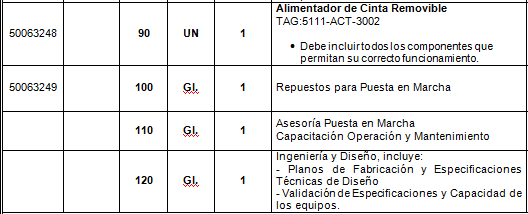 Alimentador de Cinta Removible
50063248 90 UN 1 TAG:5111-ACT-3002
• Debe incluir todos los componentes que
permitan su correcto funcionamiento.
50063249 100 Gl. 1 Repuestos para Puesta en Marcha
110 Gl. 1 Asesoría Puesta en Marcha
Capacitación Operación y Mantenimiento
120 Gl. 1 Ingeniería y Diseño, incluye:
- Planos de Fabricación y Especificaciones
Técnicas de Diseño
- Validación de Especificaciones y Capacidad de
los equipos.